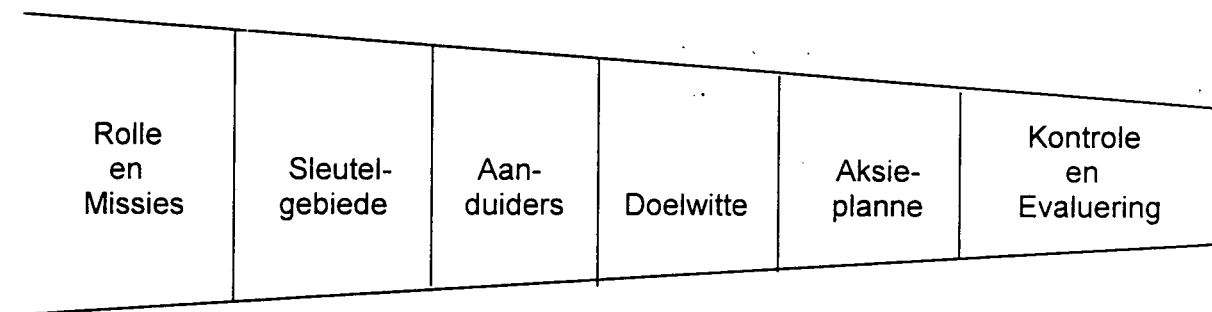 Rolle
en
Missies
Sleutel-
gebiede
Aan-
duiders
Doelwitte
Aksie-
planne
Kontrole
en
Evaluering